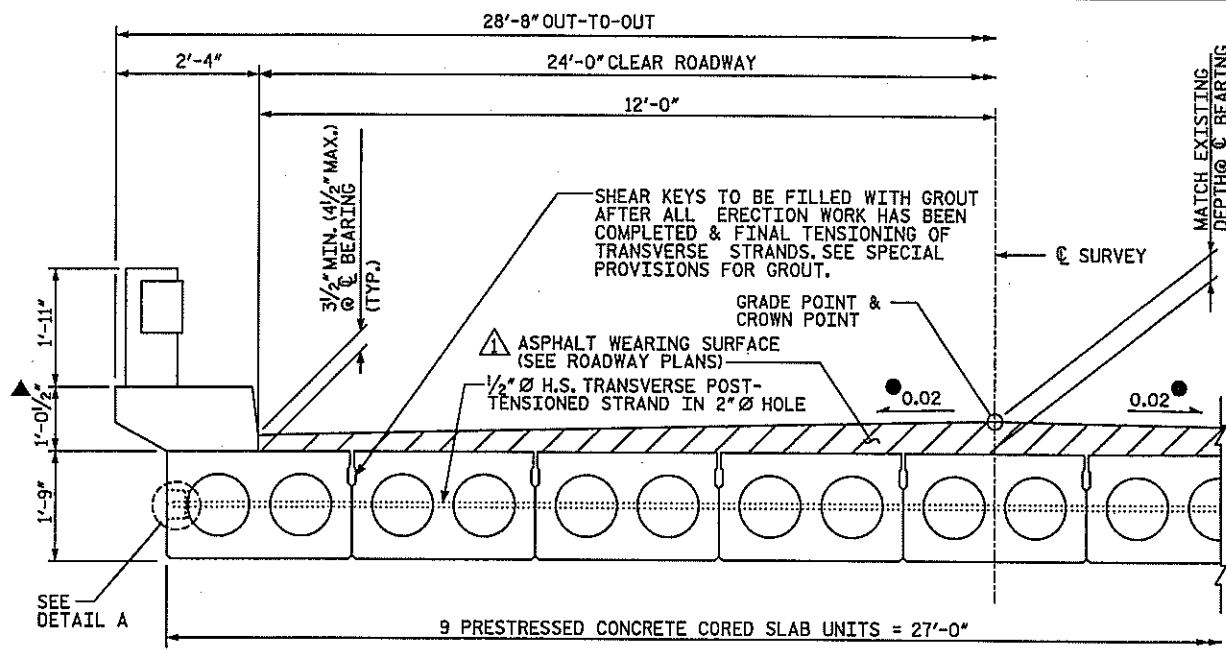 28'-8" OUT-TO-OUT
2'-4"
24'-0" CLEAR ROADWAY
12'-0"
3½" MIN. (4½" MAX.)
@ ℄ BEARING
(TYP.)
MATCH EXISTING
DEPTH@ ℄ BEARING
SHEAR KEYS TO BE FILLED WITH GROUT
AFTER ALL ERECTION WORK HAS BEEN
COMPLETED & FINAL TENSIONING OF
TRANSVERSE STRANDS. SEE SPECIAL
PROVISIONS FOR GROUT.
℄ SURVEY
GRADE POINT &
CROWN POINT
1'-11"
1 ASPHALT WEARING SURFACE
(SEE ROADWAY PLANS)
½" Ø H.S. TRANSVERSE POST-
TENSIONED STRAND IN 2" Ø HOLE
0.02
0.02
1'-0½"
1'-9"
SEE
DETAIL A
9 PRESTRESSED CONCRETE CORED SLAB UNITS = 27'-0"